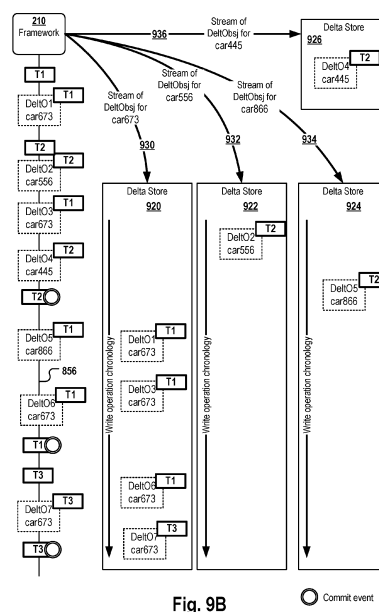 210
Framework
T1
T1
DeltO1
car673
T2
T2
DeltO2
car556
T1
DeltO3
car673
T2
DeltO4
car445
T2
T1
DeltO5
car866
856
T1
DeltO6
car673
T1
T3
T3
DeltO7
car673
T3
936
Stream of
DeltObsj for
car445
Stream of
DeltObsj for
car673
930
Stream of
DeltObsj for
car556
932
Stream of
DeltObsj for
car866
934
Delta Store
926
T2
DeltO4
car445
Delta Store
920
Write operation chronology
T1
DeltO1
car673
T1
DeltO3
car673
T1
DeltO6
car673
T3
DeltO7
car673
Delta Store
922
Write operation chronology
T2
DeltO2
car556
Delta Store
924
Write operation chronology
T2
DeltO5
car866
Fig. 9B
Commit event